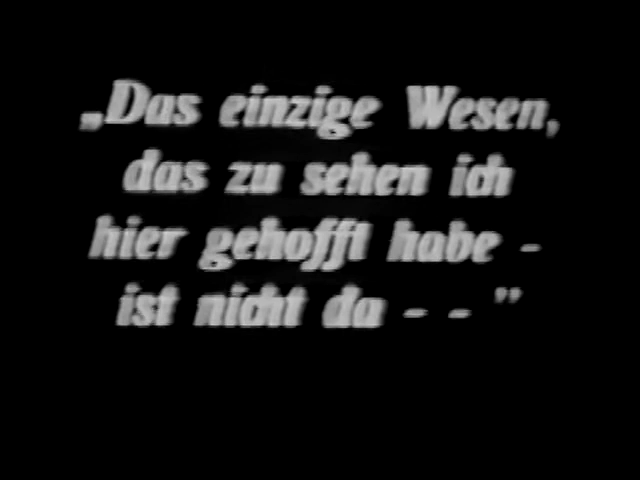 „Das einzige Wesen,
das zu sehen ich
hier gehofft habe -
ist nicht da - - "